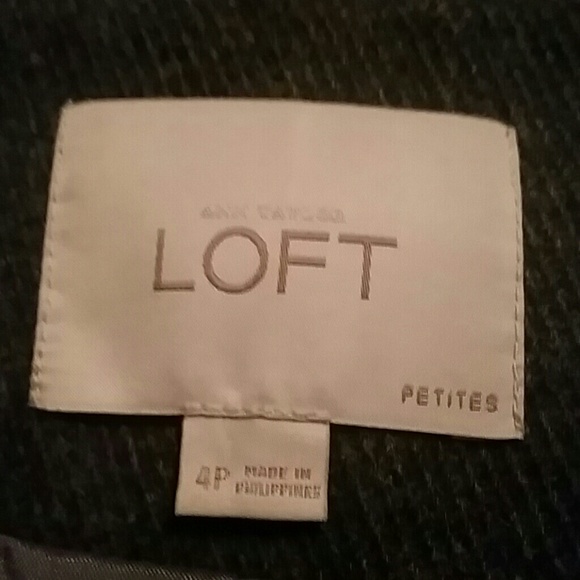 ANN TAYLOR
LOFT
PETITES
4P MADE IN
PHILIPPINES